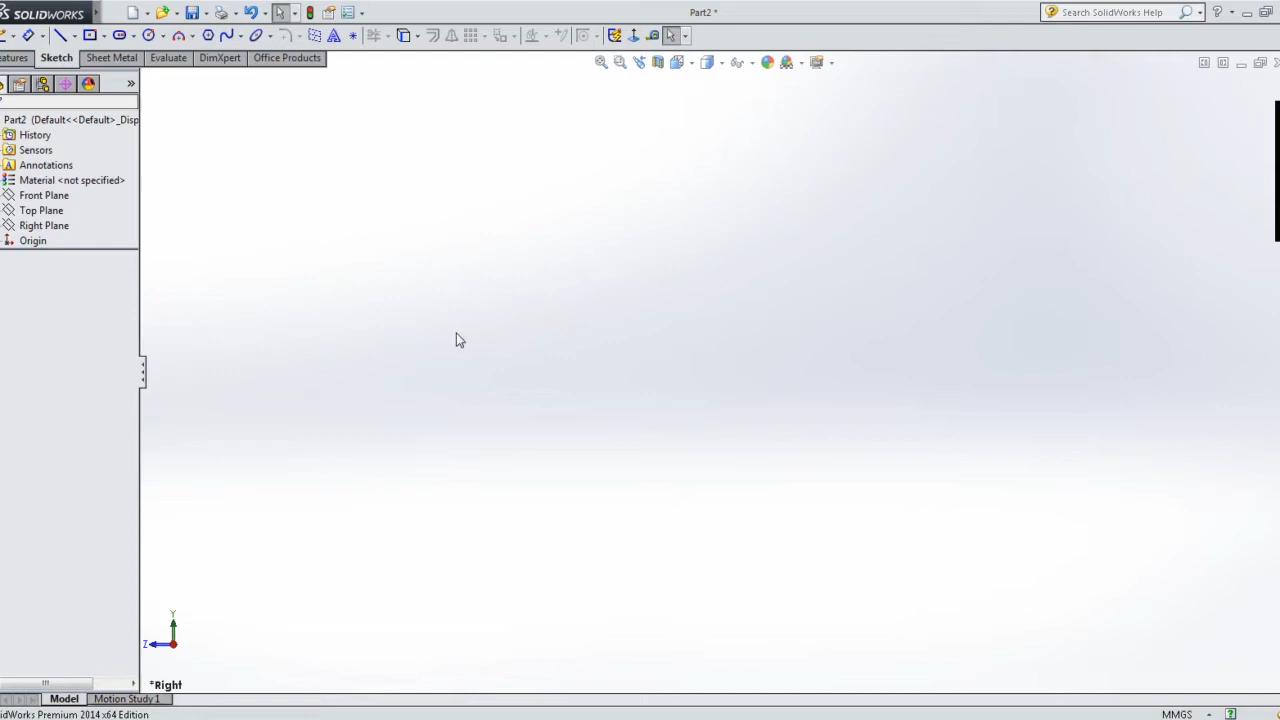 SOLIDWORKS
Part2 *
Search SolidWorks Help
eatures
Sketch
Sheet Metal
Evaluate
DimXpert
Office Products
Part2 (Default<<Default>_Disp
History
Sensors
Annotations
Material <not specified>
Front Plane
Top Plane
Right Plane
Origin
Y
Z
*Right
Model
Motion Study 1
lidWorks Premium 2014 x64 Edition
MMGS